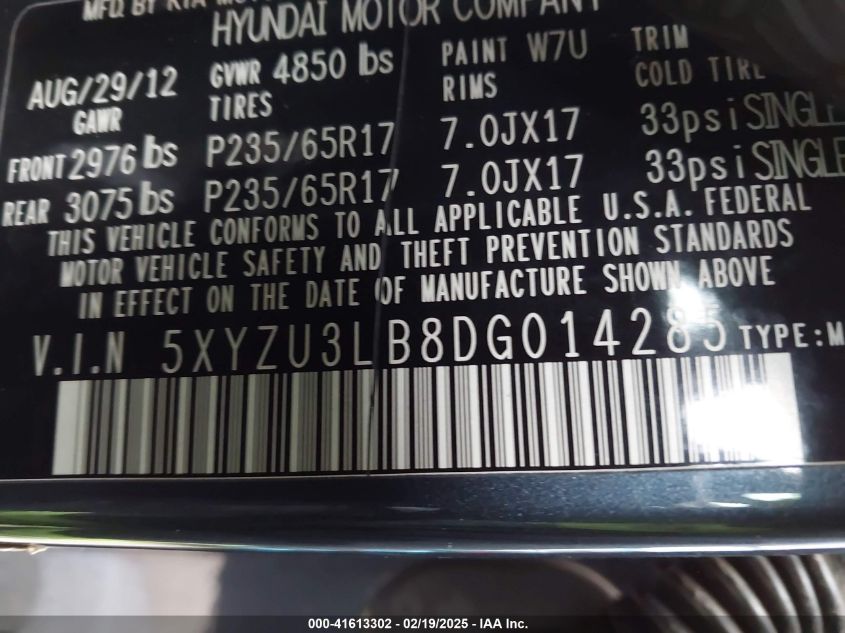 MFD. BY KIA MOTO
HYUNDAI MOTOR COMPANY
AUG/29/12 GVWR 4850 lbs PAINT W7U TRIM
GAWR TIRES RIMS COLD TIRE
FRONT 2976 lbs P235/65R17 7.0JX17 33psi SINGLE
REAR 3075 lbs P235/65R17 7.0JX17 33psi SINGLE
THIS VEHICLE CONFORMS TO ALL APPLICABLE U.S.A. FEDERAL
MOTOR VEHICLE SAFETY AND THEFT PREVENTION STANDARDS
IN EFFECT ON THE DATE OF MANUFACTURE SHOWN ABOVE
V.I.N 5XYZU3LB8DG014285 TYPE:M
000-41613302 - 02/19/2025 - IAA Inc.